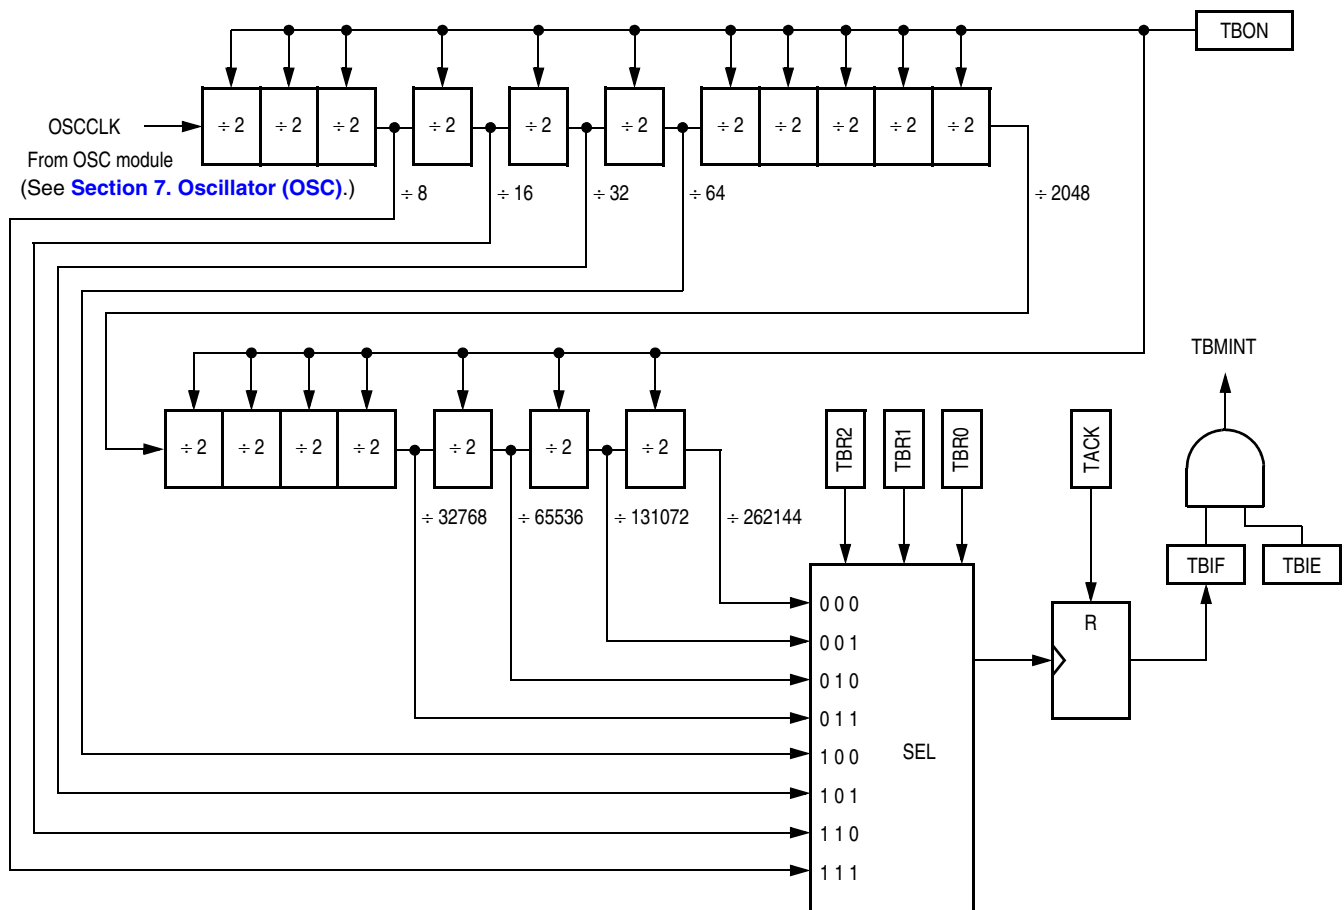 TBON
OSCCLK
÷ 2 ÷ 2 ÷ 2 ÷ 2 ÷ 2 ÷ 2 ÷ 2 ÷ 2 ÷ 2 ÷ 2 ÷ 2
From OSC module
(See Section 7. Oscillator (OSC).)
÷ 8 ÷ 16 ÷ 32 ÷ 64 ÷ 2048
TBMINT
÷ 2 ÷ 2 ÷ 2 ÷ 2 ÷ 2 ÷ 2 ÷ 2
TBR2 TBR1 TBR0 TACK
÷ 32768 ÷ 65536 ÷ 131072 ÷ 262144
TBIF TBIE
0 0 0
R
0 0 1
0 1 0
0 1 1
1 0 0
SEL
1 0 1
1 1 0
1 1 1